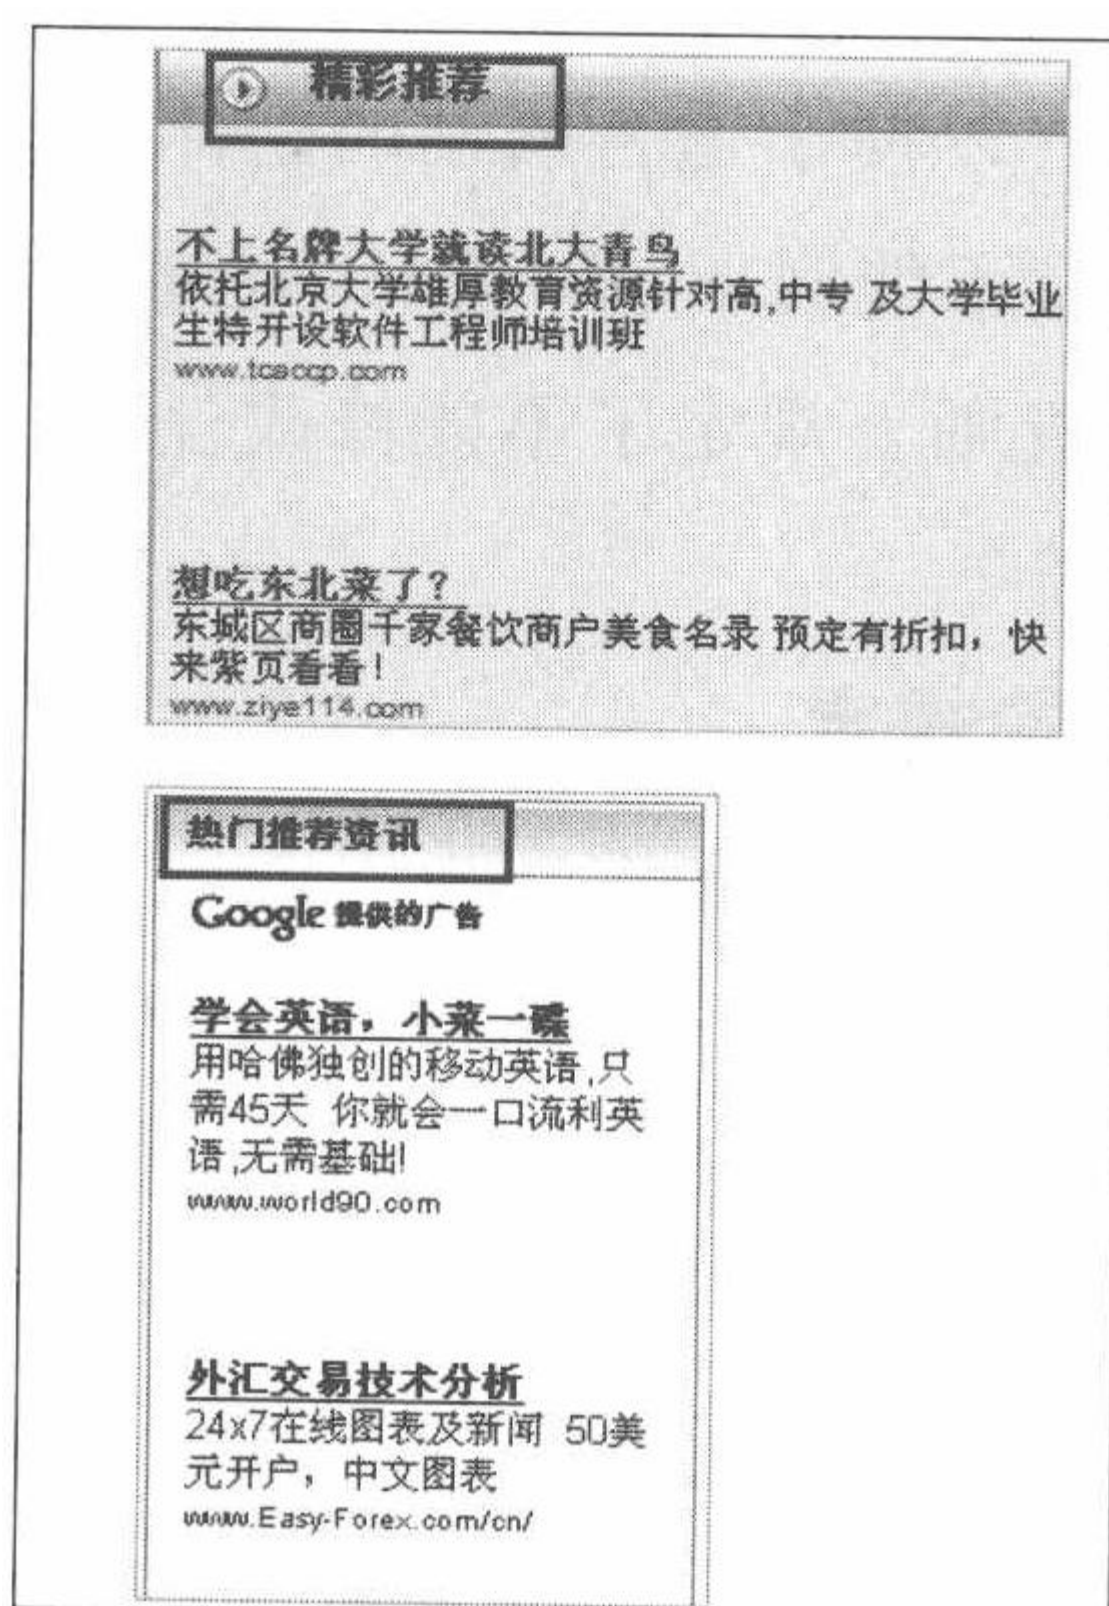 精彩推荐
不上名牌大学就读北大青鸟
依托北京大学雄厚教育资源针对高,中专 及大学毕业
生特开设软件工程师培训班
www.tcaccp.com
想吃东北菜了?
东城区商圈千家餐饮商户美食名录 预定有折扣，快
来紫页看看!
www.ziye114.com
热门推荐资讯
Google 提供的广告
学会英语，小菜一碟
用哈佛独创的移动英语,只
需45天 你就会一口流利英
语,无需基础!
www.world90.com
外汇交易技术分析
24x7在线图表及新闻 50美
元开户，中文图表
www.Easy-Forex.com/cn/